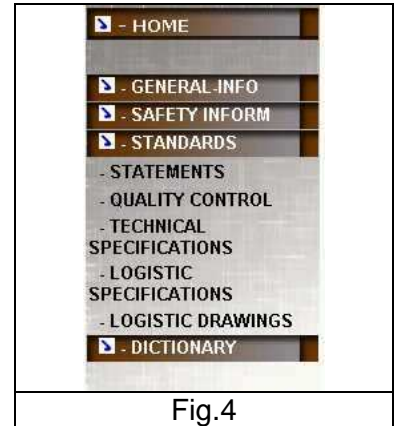 - HOME
- GENERAL-INFO
- SAFETY INFORM
- STANDARDS
- STATEMENTS
- QUALITY CONTROL
- TECHNICAL
SPECIFICATIONS
- LOGISTIC
SPECIFICATIONS
- LOGISTIC DRAWINGS
- DICTIONARY
Fig.4